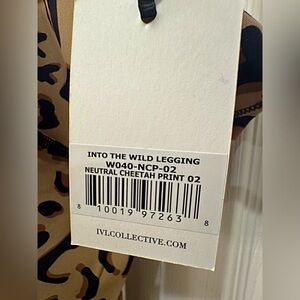 INTO THE WILD LEGGING
W040-NCP-02
NEUTRAL CHEETAH PRINT 02
8 10019 97263 8
IVLCOLLECTIVE.COM